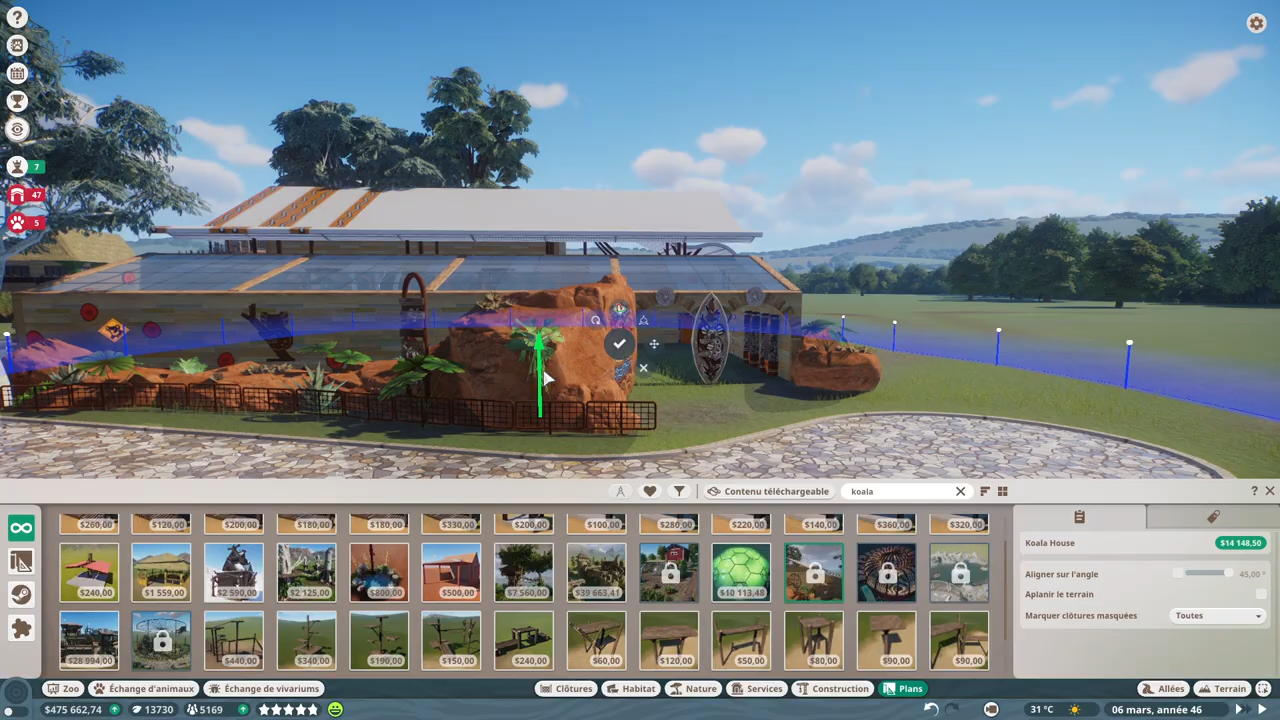 ?
7
47
5
Contenu téléchargeable
koala
?
$260,00 $120,00 $200,00 $180,00 $180,00 $330,00 $200,00 $100,00 $280,00 $220,00 $140,00 $360,00 $320,00
$240,00 $1 559,00 $2 590,00 $2 125,00 $800,00 $500,00 $7 560,00 $39 663,41 $10 113,48
$28 994,00 $440,00 $340,00 $190,00 $150,00 $240,00 $60,00 $120,00 $50,00 $80,00 $90,00 $90,00
Koala House $14 148,50
Aligner sur l'angle 45,00 °
Aplanir le terrain
Marquer clôtures masquées Toutes
Zoo Échange d'animaux Échange de vivariums Clôtures Habitat Nature Services Construction Plans Allées Terrain
$475 662,74 13730 5169 31 °C 06 mars, année 46